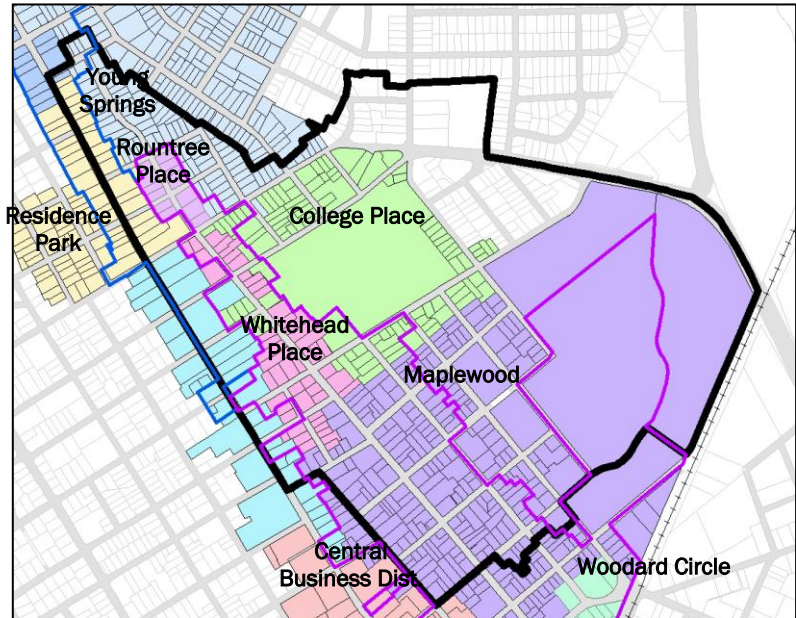 Young
Springs
Rountree
Place
Residence
Park
College Place
Whitehead
Place
Maplewood
Central
Business Dist.
Woodard Circle